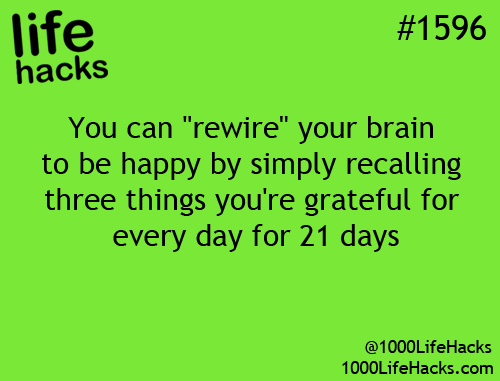 life
hacks
#1596
You can "rewire" your brain
to be happy by simply recalling
three things you're grateful for
every day for 21 days
@1000LifeHacks
1000LifeHacks.com